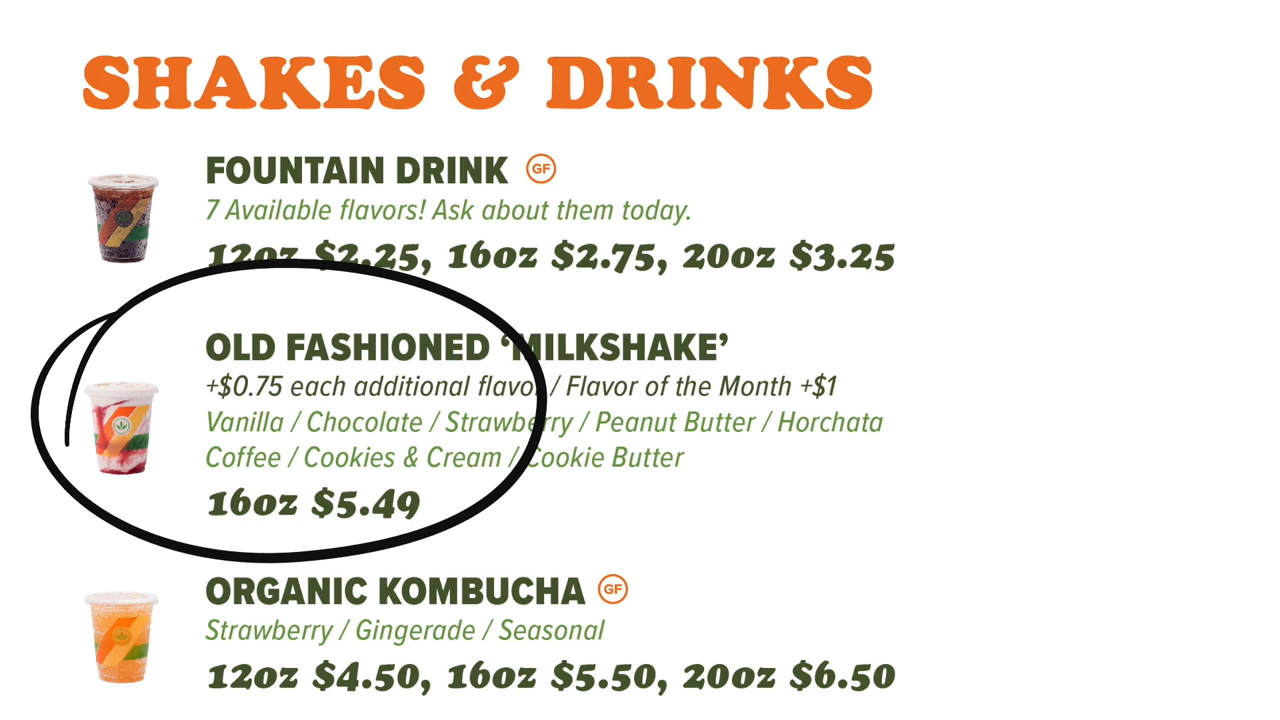 SHAKES & DRINKS
FOUNTAIN DRINK GF
7 Available flavors! Ask about them today.
12oz $2.25, 16oz $2.75, 20oz $3.25
OLD FASHIONED ‘MILKSHAKE’
+$0.75 each additional flavor / Flavor of the Month +$1
Vanilla / Chocolate / Strawberry / Peanut Butter / Horchata
Coffee / Cookies & Cream / Cookie Butter
16oz $5.49
ORGANIC KOMBUCHA GF
Strawberry / Gingerade / Seasonal
12oz $4.50, 16oz $5.50, 20oz $6.50